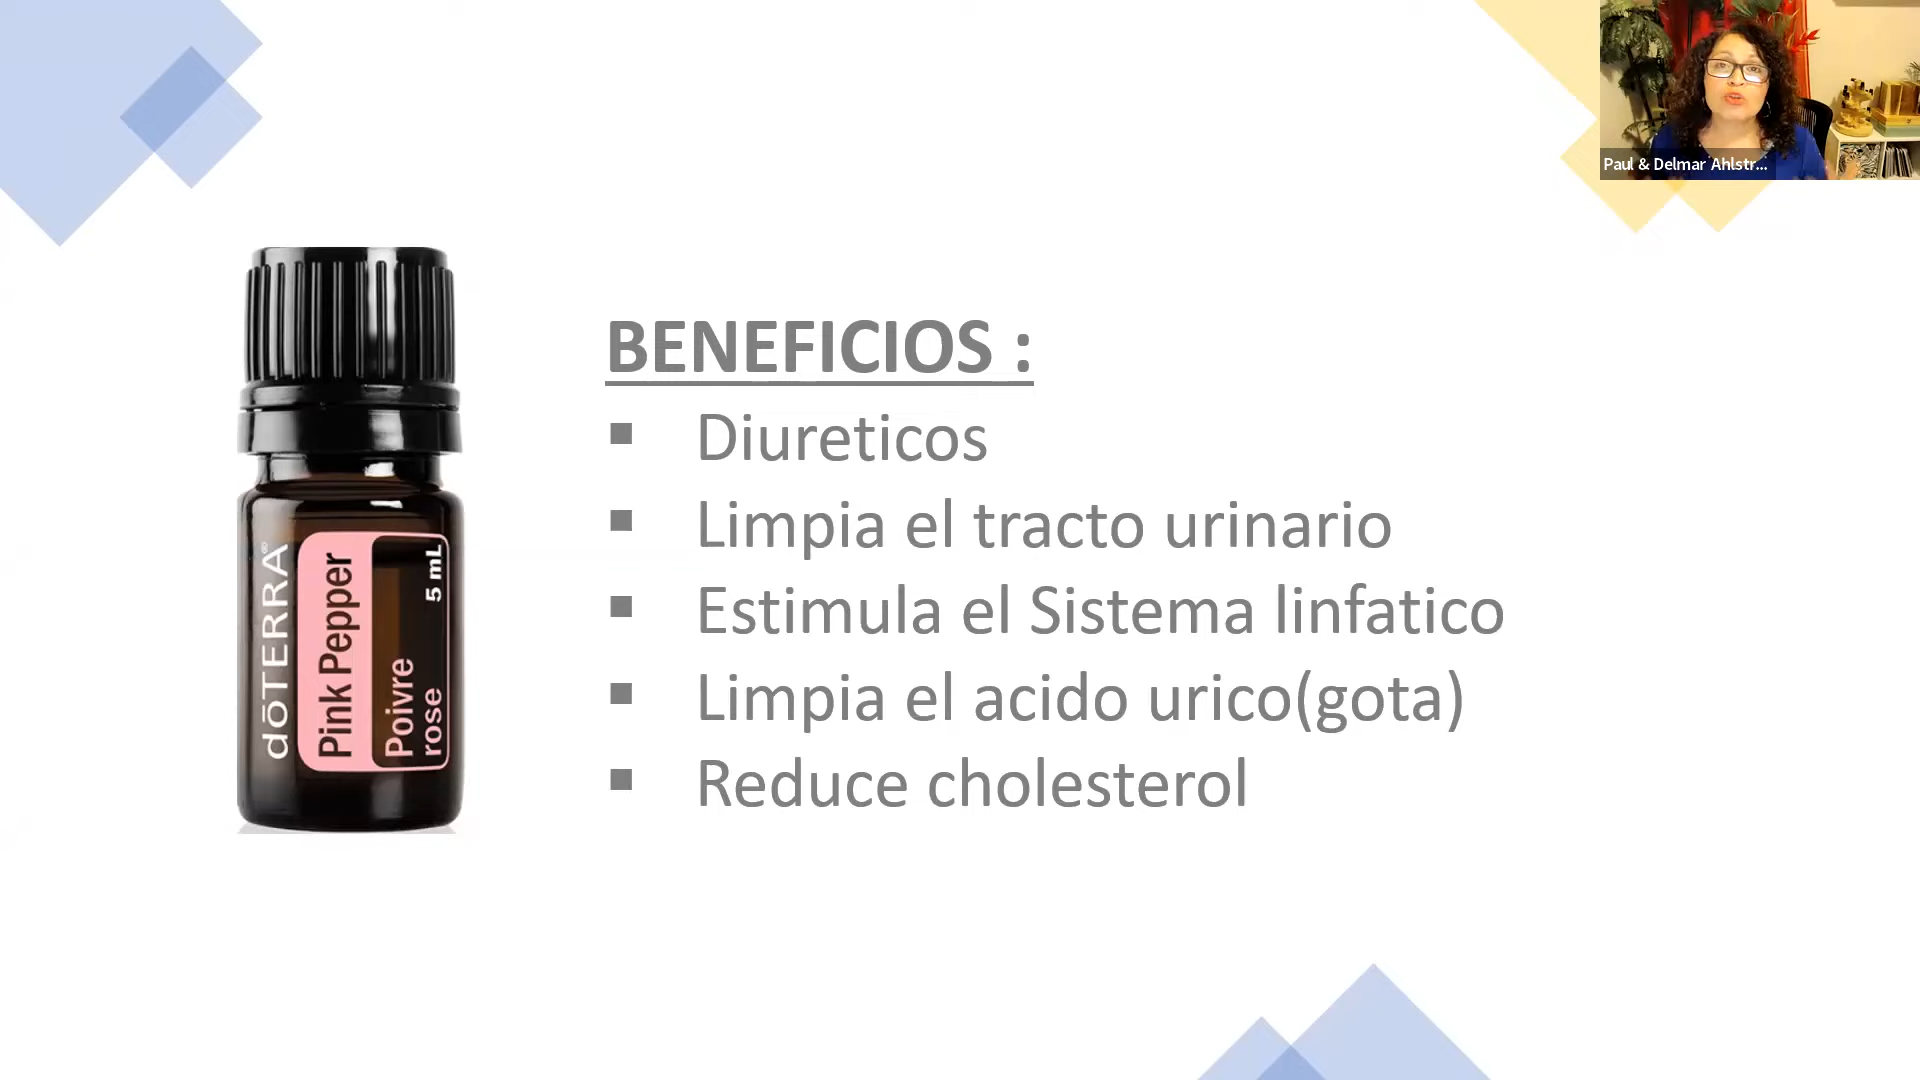 Paul & Delmar Ahlstr...
BENEFICIOS :
Diureticos
Limpia el tracto urinario
Estimula el Sistema linfatico
Limpia el acido urico(gota)
Reduce cholesterol
dōTERRA®
Pink Pepper
Poivre
rose
5 mL